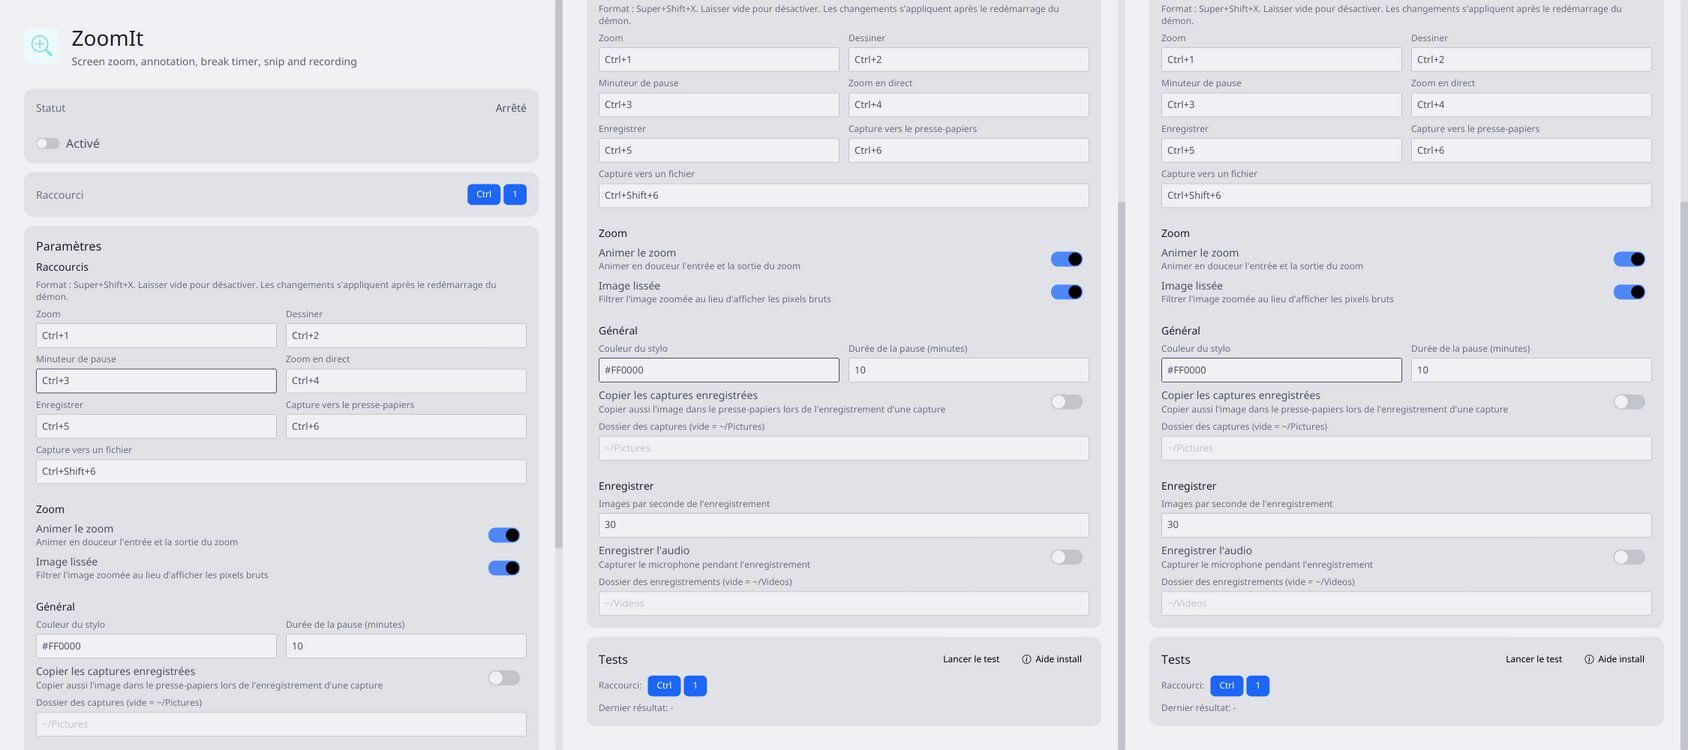 ZoomIt
Screen zoom, annotation, break timer, snip and recording
Statut
Arrêté
Activé
Raccourci
Ctrl 1
Paramètres
Raccourcis
Format : Super+Shift+X. Laisser vide pour désactiver. Les changements s'appliquent après le redémarrage du
démon.
Zoom
Dessiner
Ctrl+1
Ctrl+2
Minuteur de pause
Zoom en direct
Ctrl+3
Ctrl+4
Enregistrer
Capture vers le presse-papiers
Ctrl+5
Ctrl+6
Capture vers un fichier
Ctrl+Shift+6
Zoom
Animer le zoom
Animer en douceur l'entrée et la sortie du zoom
Image lissée
Filtrer l'image zoomée au lieu d'afficher les pixels bruts
Général
Couleur du stylo
Durée de la pause (minutes)
#FF0000
10
Copier les captures enregistrées
Copier aussi l'image dans le presse-papiers lors de l'enregistrement d'une capture
Dossier des captures (vide = ~/Pictures)
~/Pictures
Format : Super+Shift+X. Laisser vide pour désactiver. Les changements s'appliquent après le redémarrage du
démon.
Zoom
Dessiner
Ctrl+1
Ctrl+2
Minuteur de pause
Zoom en direct
Ctrl+3
Ctrl+4
Enregistrer
Capture vers le presse-papiers
Ctrl+5
Ctrl+6
Capture vers un fichier
Ctrl+Shift+6
Zoom
Animer le zoom
Animer en douceur l'entrée et la sortie du zoom
Image lissée
Filtrer l'image zoomée au lieu d'afficher les pixels bruts
Général
Couleur du stylo
Durée de la pause (minutes)
#FF0000
10
Copier les captures enregistrées
Copier aussi l'image dans le presse-papiers lors de l'enregistrement d'une capture
Dossier des captures (vide = ~/Pictures)
~/Pictures
Enregistrer
Images par seconde de l'enregistrement
30
Enregistrer l'audio
Capturer le microphone pendant l'enregistrement
Dossier des enregistrements (vide = ~/Videos)
~/Videos
Tests
Lancer le test
Aide install
Raccourci: Ctrl 1
Dernier résultat: -
Format : Super+Shift+X. Laisser vide pour désactiver. Les changements s'appliquent après le redémarrage du
démon.
Zoom
Dessiner
Ctrl+1
Ctrl+2
Minuteur de pause
Zoom en direct
Ctrl+3
Ctrl+4
Enregistrer
Capture vers le presse-papiers
Ctrl+5
Ctrl+6
Capture vers un fichier
Ctrl+Shift+6
Zoom
Animer le zoom
Animer en douceur l'entrée et la sortie du zoom
Image lissée
Filtrer l'image zoomée au lieu d'afficher les pixels bruts
Général
Couleur du stylo
Durée de la pause (minutes)
#FF0000
10
Copier les captures enregistrées
Copier aussi l'image dans le presse-papiers lors de l'enregistrement d'une capture
Dossier des captures (vide = ~/Pictures)
~/Pictures
Enregistrer
Images par seconde de l'enregistrement
30
Enregistrer l'audio
Capturer le microphone pendant l'enregistrement
Dossier des enregistrements (vide = ~/Videos)
~/Videos
Tests
Lancer le test
Aide install
Raccourci: Ctrl 1
Dernier résultat: -